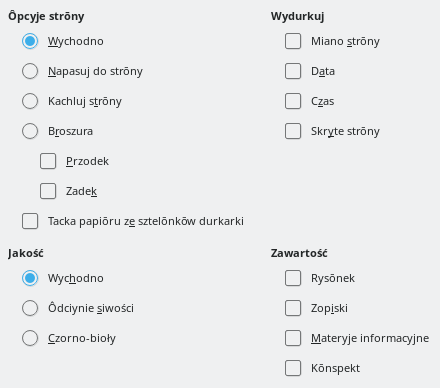 Ôpcyje strōny
Wychodno
Napasuj do strōny
Kachluj strōny
Broszura
Przodek
Zadek
Tacka papiōru ze sztelōnkōw durkarki
Wydurkuj
Miano strōny
Data
Czas
Skryte strōny
Jakość
Wychodno
Ôdciynie siwości
Czorno-bioły
Zawartość
Rysōnek
Zopiski
Materyje informacyjne
Kōnspekt